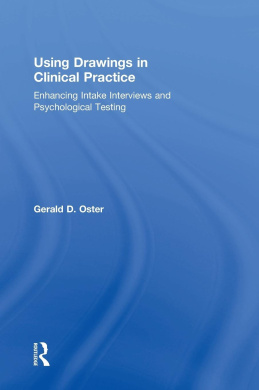 Using Drawings in
Clinical Practice
Enhancing Intake Interviews and
Psychological Testing
Gerald D. Oster
ROUTLEDGE